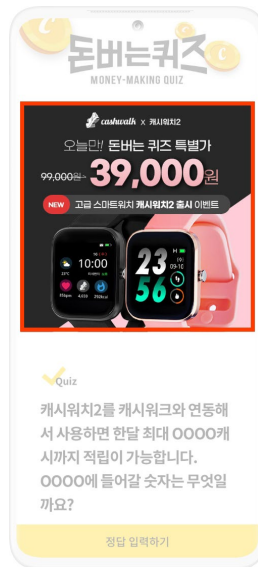 돈버는퀴즈
MONEY-MAKING QUIZ
cashwalk x 캐시워치2
오늘만! 돈버는 퀴즈 특별가
99,000원 39,000원
NEW 고급 스마트워치 캐시워치2 출시 이벤트
10:00
23 09-10
56
Quiz
캐시워치2를 캐시워크와 연동해
서 사용하면 한달 최대 OOOO캐
시까지 적립이 가능합니다.
OOOO에 들어갈 숫자는 무엇일
까요?
정답 입력하기